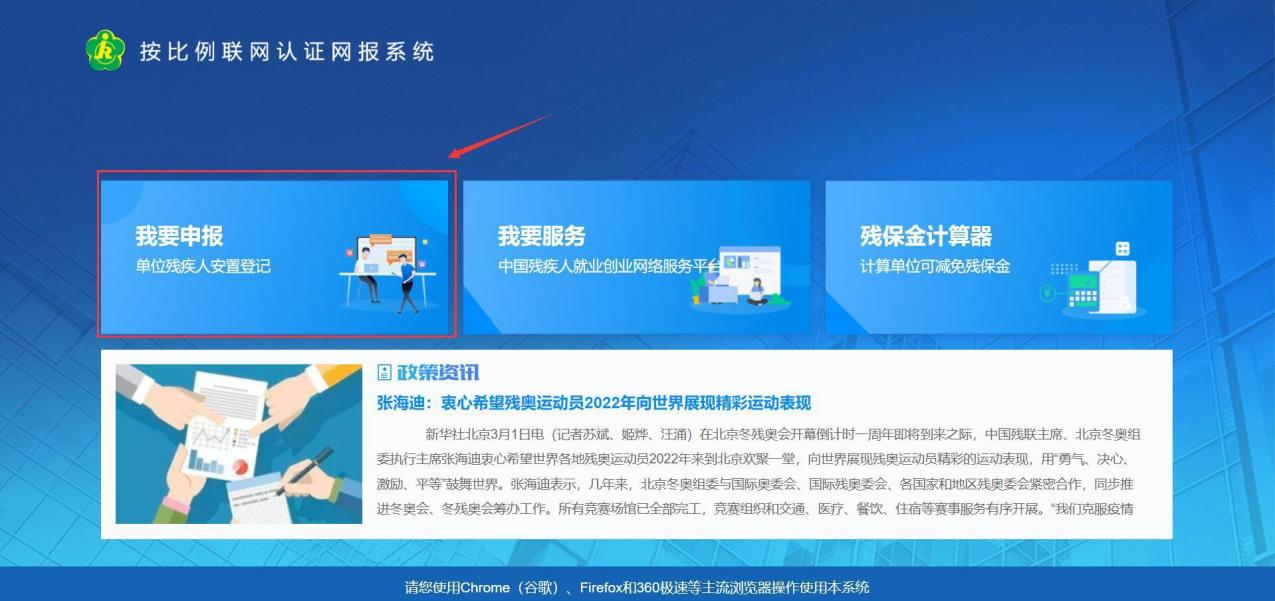 按比例联网认证网报系统
我要申报
单位残疾人安置登记
我要服务
中国残疾人就业创业网络服务平台
残保金计算器
计算单位可减免残保金
政策资讯
张海迪：衷心希望残奥运动员2022年向世界展现精彩运动表现
新华社北京3月1日电（记者苏斌、姬烨、汪涌）在北京冬残奥会开幕倒计时一周年即将到来之际，中国残联主席、北京冬奥组
委执行主席张海迪衷心希望世界各地残奥运动员2022年来到北京欢聚一堂，向世界展现残奥运动员精彩的运动表现，用“勇气、决心、
激励、平等”鼓舞世界。张海迪表示，几年来，北京冬奥组委与国际奥委会、国际残奥委会、各国家和地区残奥委会紧密合作，同步推
进冬奥会、冬残奥会筹办工作。所有竞赛场馆已全部完工，竞赛组织和交通、医疗、餐饮、住宿等赛事服务有序开展。“我们克服疫情
请您使用Chrome（谷歌）、Firefox和360极速等主流浏览器操作使用本系统